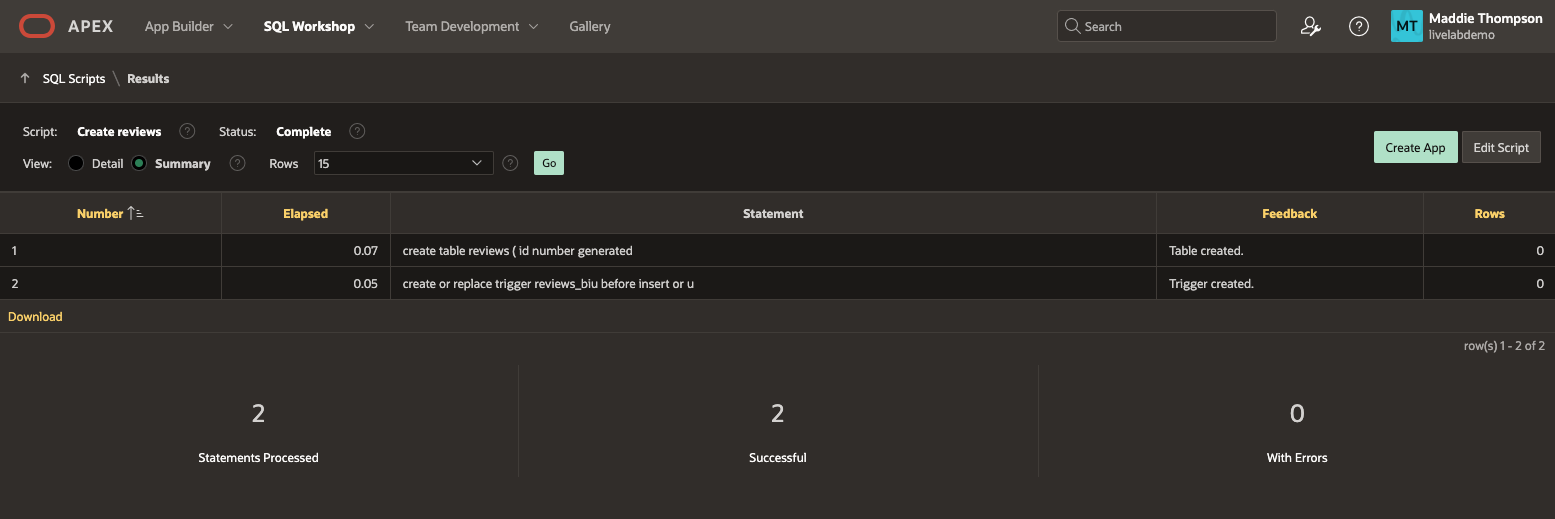 APEX App Builder SQL Workshop Team Development Gallery Search ? MT Maddie Thompson
livelabdemo
SQL Scripts \ Results
Script: Create reviews ? Status: Complete ?
Create App Edit Script
View: Detail Summary ? Rows 15 ? Go
Number Elapsed Statement Feedback Rows
1 0.07 create table reviews ( id number generated Table created. 0
2 0.05 create or replace trigger reviews_biu before insert or u Trigger created. 0
Download
row(s) 1 - 2 of 2
2 2 0
Statements Processed Successful With Errors